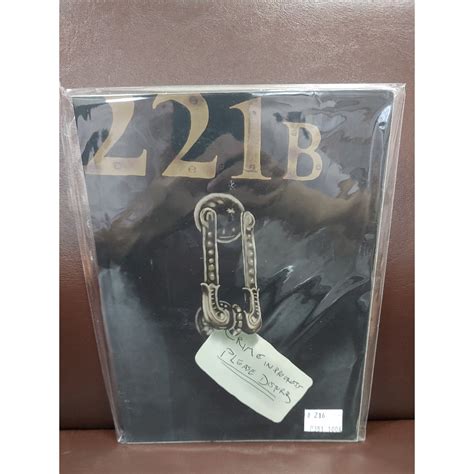 221B
CRIME IN PROGRESS
PLEASE DISTURB